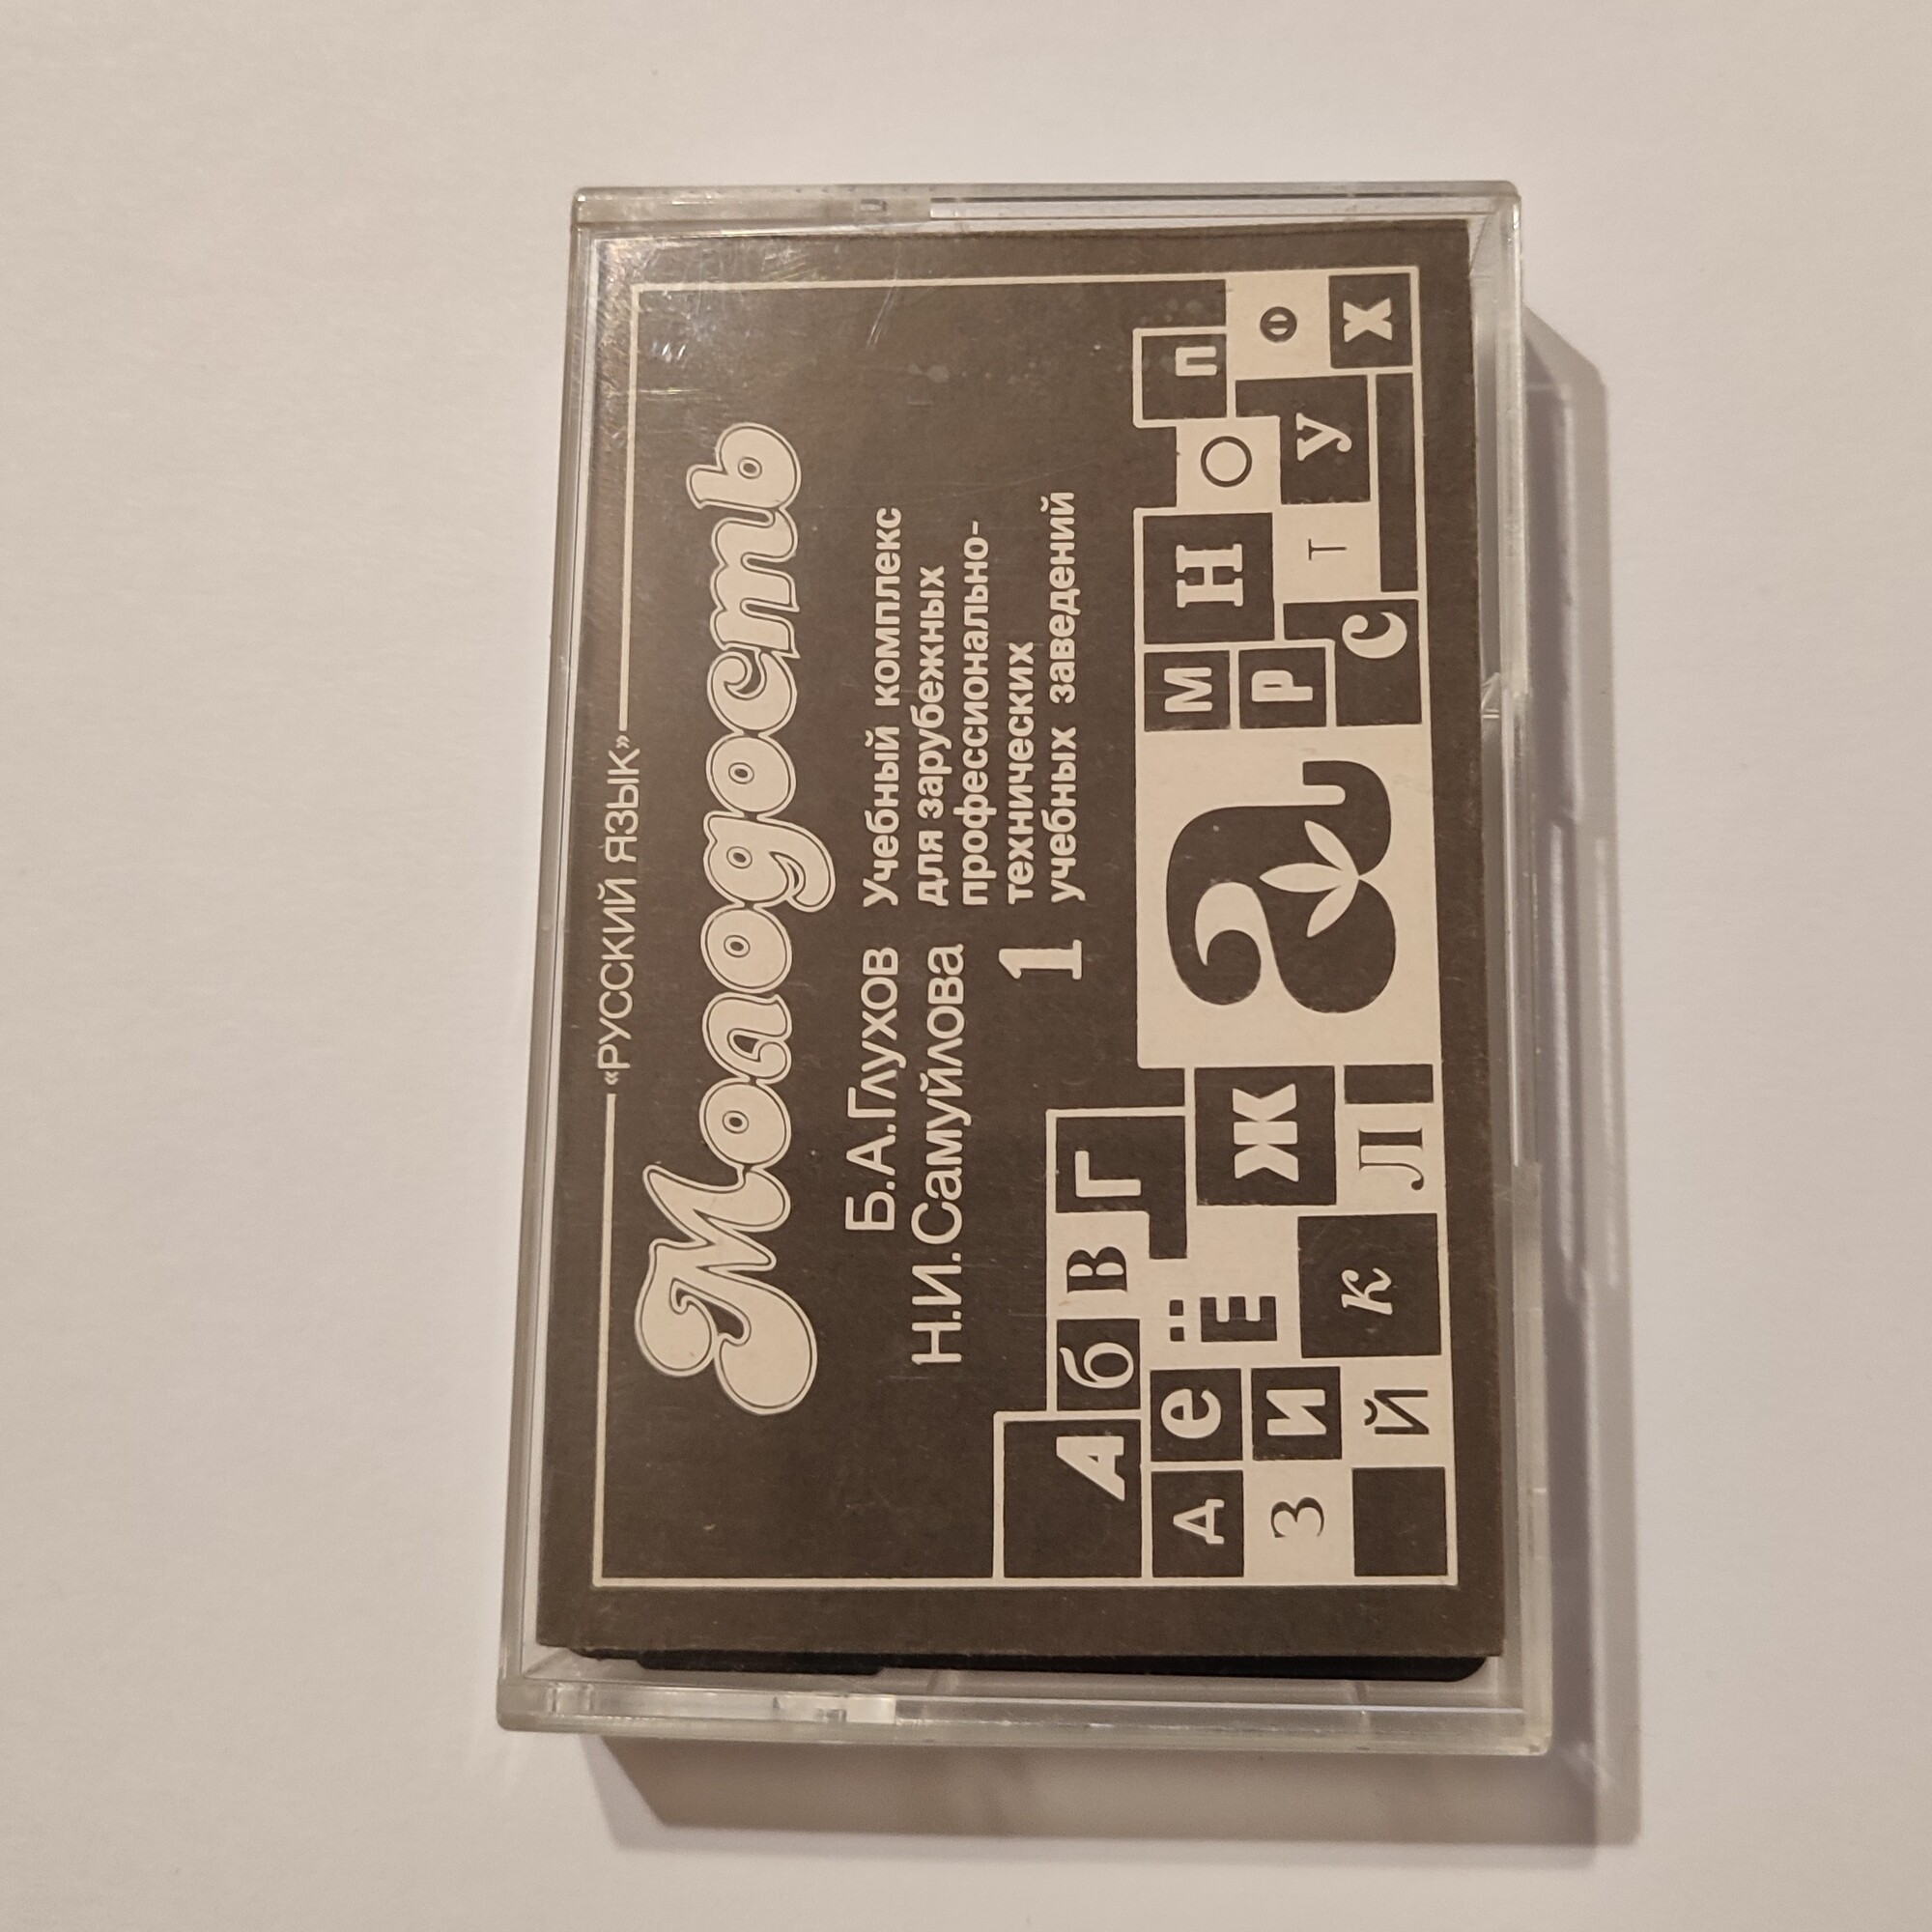 «РУССКИЙ ЯЗЫК»
Молодость
Б.А.Глухов
Н.И.Самуйлова
Учебный комплекс
для зарубежных
профессионально-
технических
учебных заведений
1
А б В Г
Д е Ё Ж
З И Й К Л
М Н О П
Р С Т У Ф Х